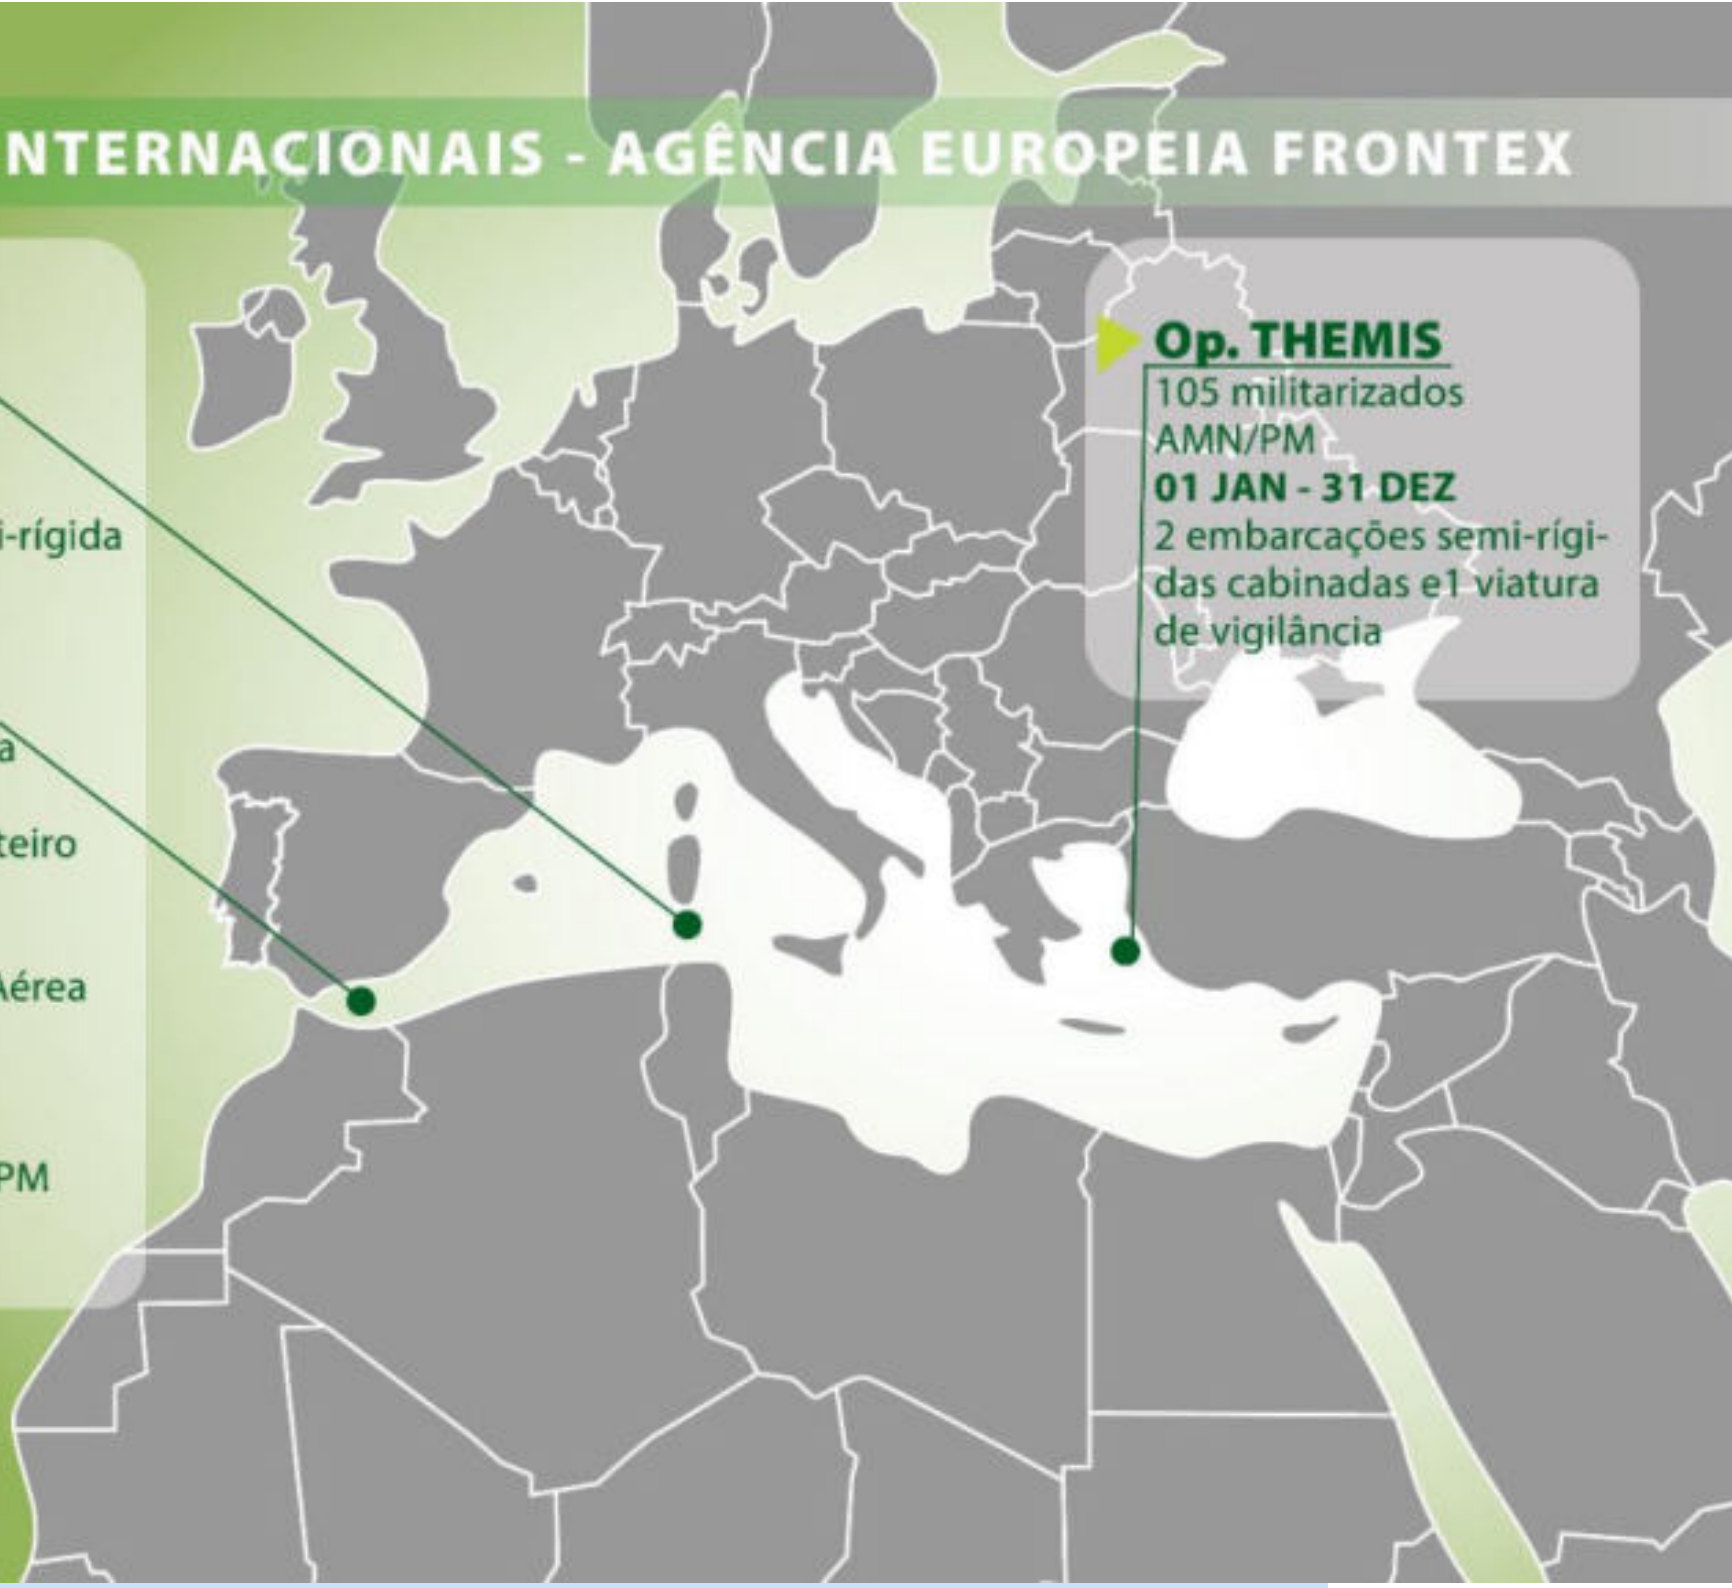 NTERNACIONAIS - AGÊNCIA EUROPEIA FRONTEX
i-rígida
a
teiro
Aérea
PM
Op. THEMIS
105 militarizados
AMN/PM
01 JAN - 31 DEZ
2 embarcações semi-rígi-
das cabinadas e1 viatura
de vigilância